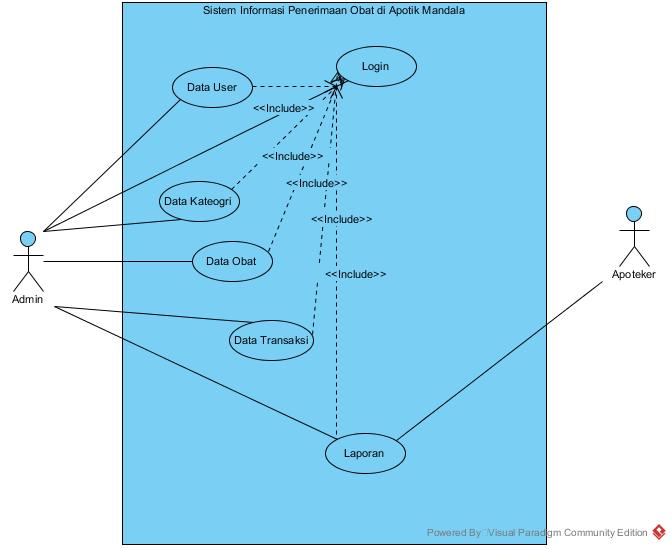 Sistem Informasi Penerimaan Obat di Apotik Mandala
Login
Data User
<<Include>>
<<Include>>
<<Include>>
Data Kateogri
<<Include>>
Data Obat
<<Include>>
Admin
Apoteker
Data Transaksi
Laporan
Powered By Visual Paradigm Community Edition